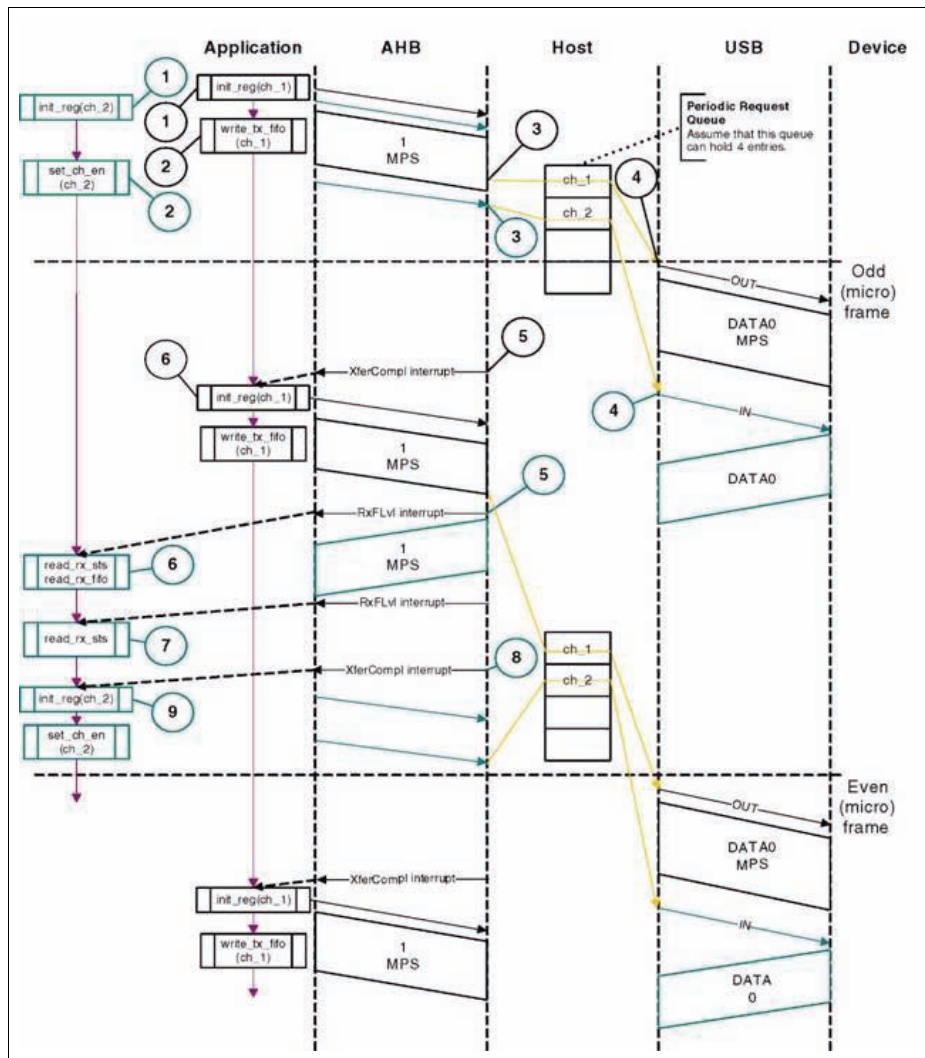 Application AHB Host USB Device
1
init_reg(ch_2)
init_reg(ch_1)
1
write_tx_fifo
(ch_1)
2
set_ch_en
(ch_2)
2
1
MPS
3
3
Periodic Request
Queue
Assume that this queue
can hold 4 entries.
4
ch_1
ch_2
Odd
(micro)
frame
OUT
DATA0
MPS
5
XferCompl interrupt
6
init_reg(ch_1)
write_tx_fifo
(ch_1)
1
MPS
4
IN
DATA0
5
RxFLvl interrupt
1
MPS
read_rx_sts
read_rx_fifo
6
RxFLvl interrupt
read_rx_sts
7
XferCompl interrupt
8
init_reg(ch_2)
9
set_ch_en
(ch_2)
ch_1
ch_2
Even
(micro)
frame
OUT
DATA0
MPS
XferCompl interrupt
init_reg(ch_1)
write_tx_fifo
(ch_1)
1
MPS
IN
DATA
0